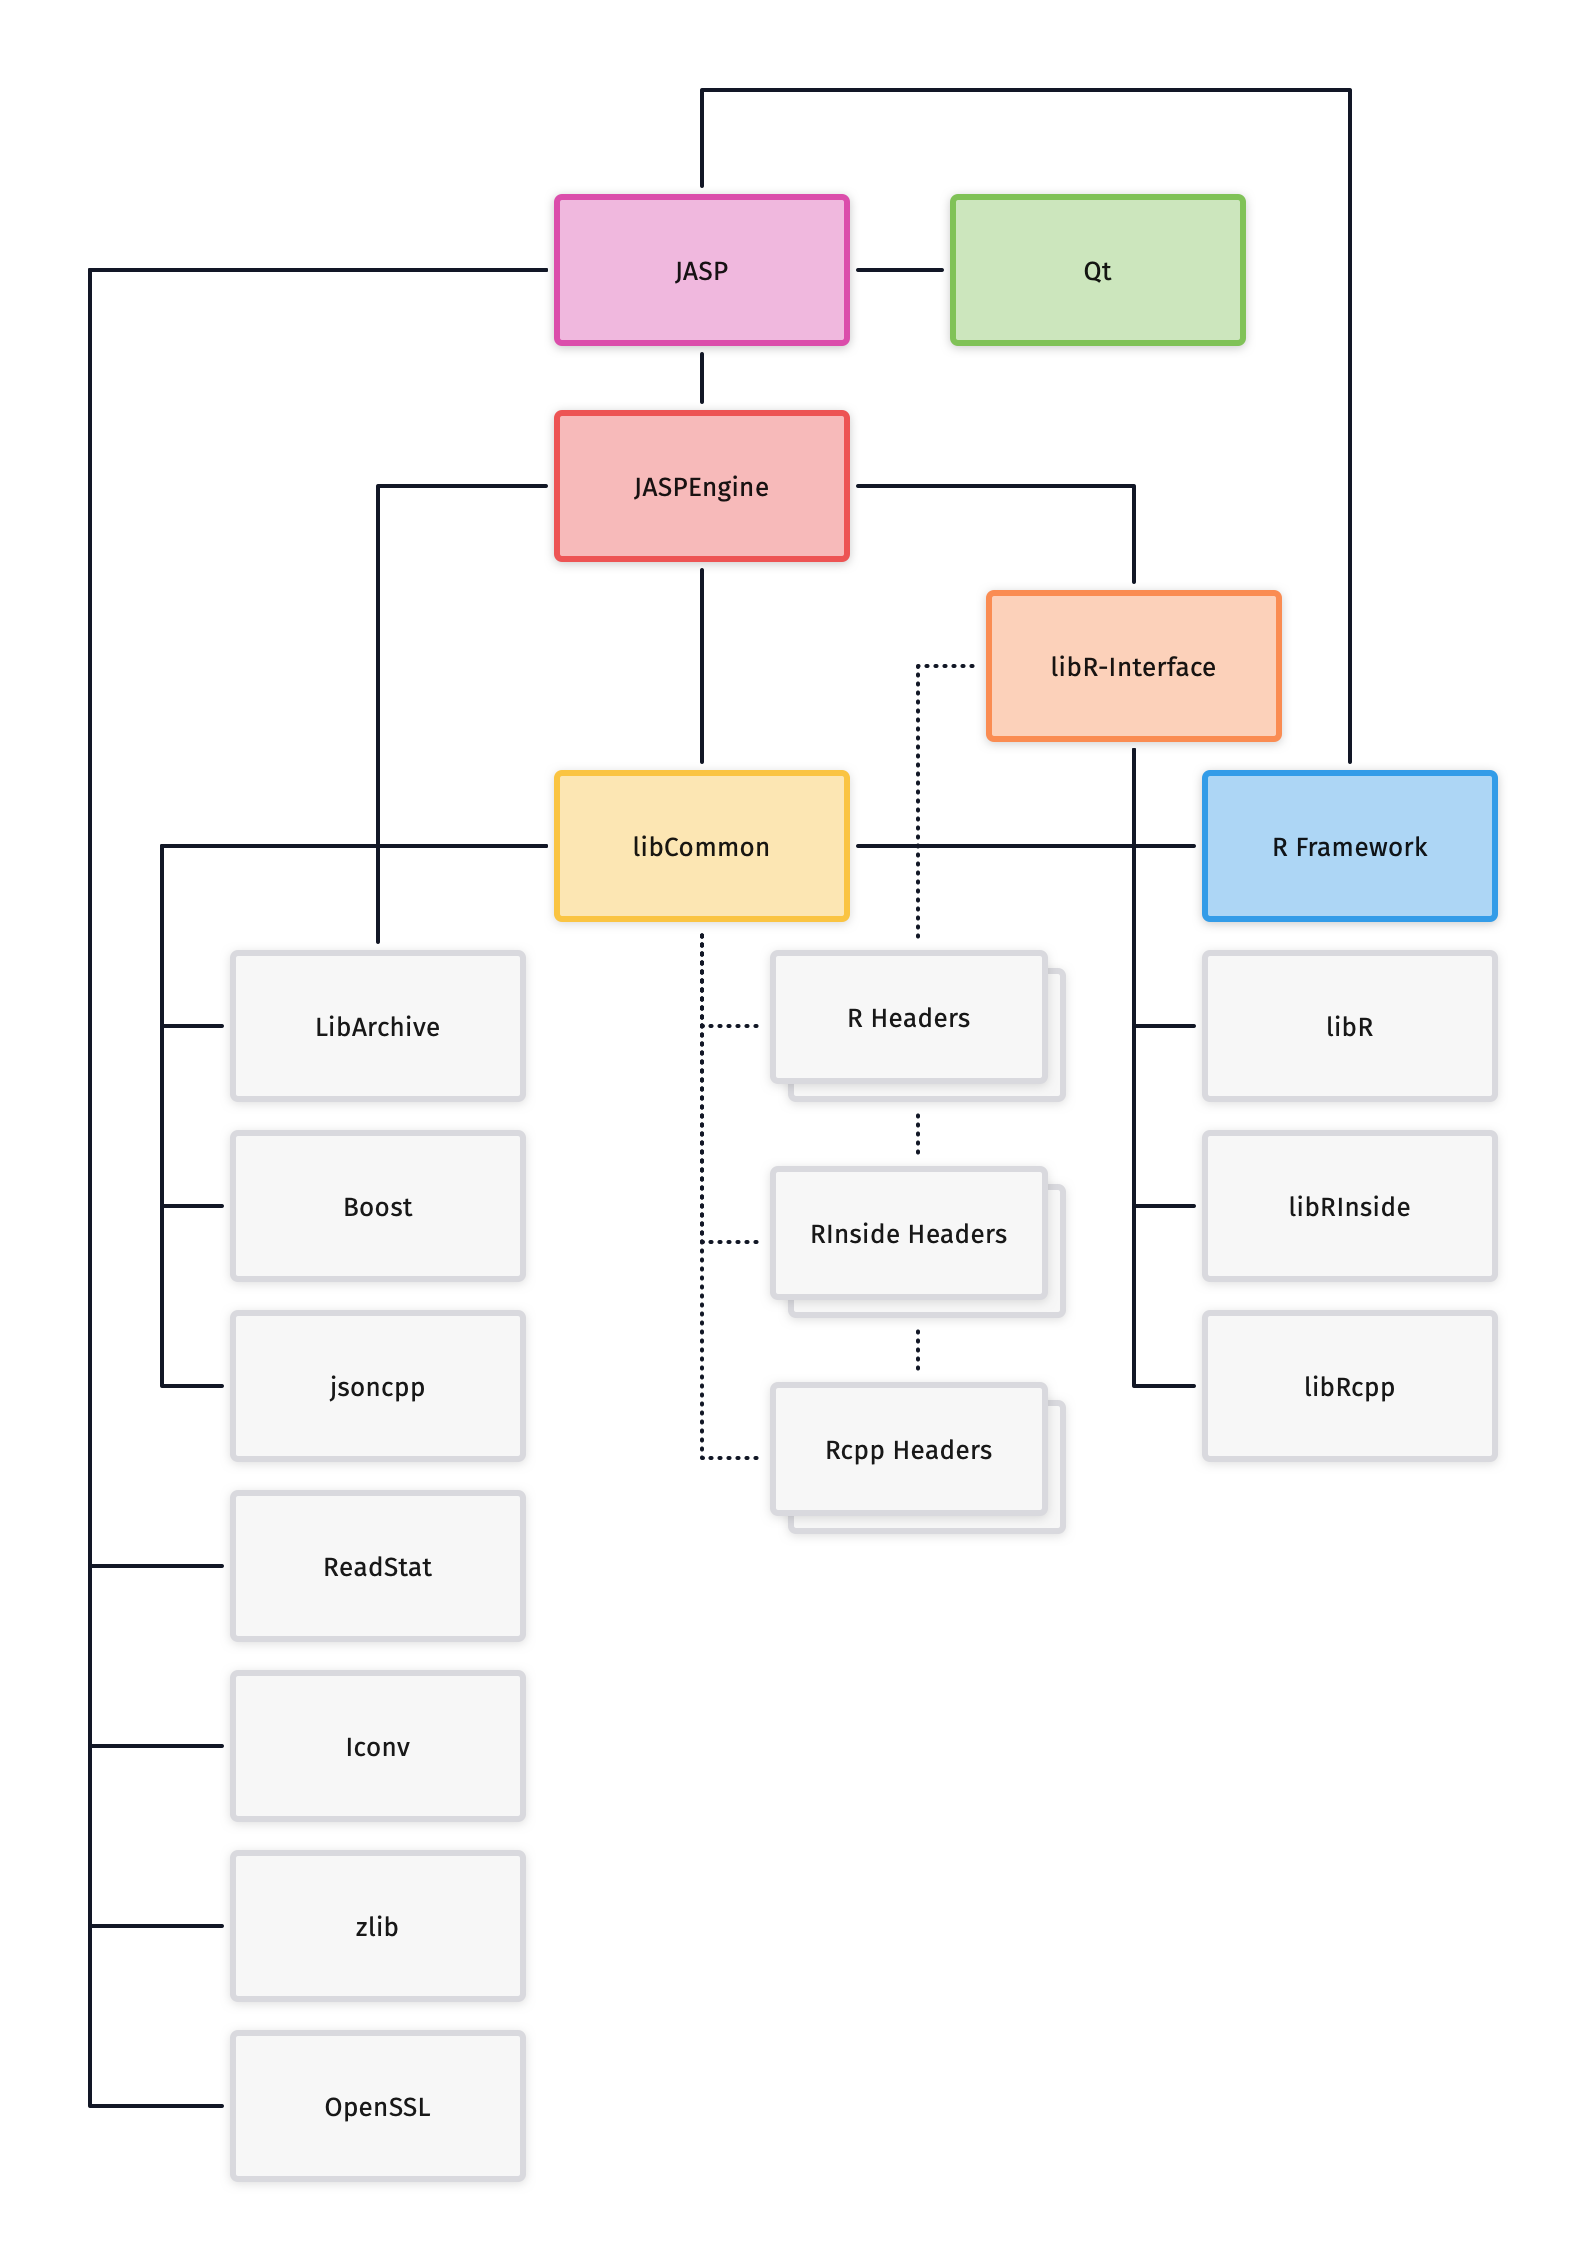 JASP
Qt
JASPEngine
libR-Interface
libCommon
R Framework
LibArchive
R Headers
libR
Boost
RInside Headers
libRInside
jsoncpp
Rcpp Headers
libRcpp
ReadStat
Iconv
zlib
OpenSSL